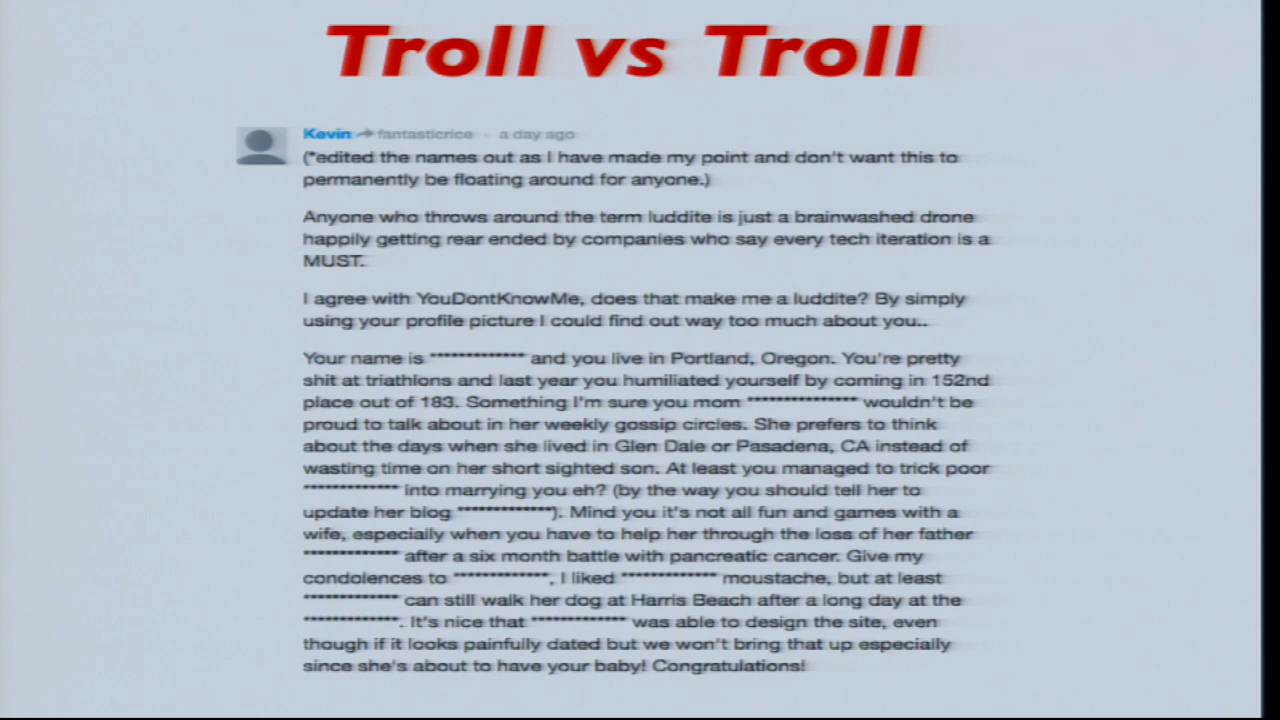 Troll vs Troll
Kevin → fantasticrice · a day ago
(*edited the names out as I have made my point and don't want this to
permanently be floating around for anyone.)
Anyone who throws around the term luddite is just a brainwashed drone
happily getting rear ended by companies who say every tech iteration is a
MUST.
I agree with YouDontKnowMe, does that make me a luddite? By simply
using your profile picture I could find out way too much about you..
Your name is ************* and you live in Portland, Oregon. You're pretty
shit at triathlons and last year you humiliated yourself by coming in 152nd
place out of 183. Something I'm sure you mom *************** wouldn't be
proud to talk about in her weekly gossip circles. She prefers to think
about the days when she lived in Glen Dale or Pasadena, CA instead of
wasting time on her short sighted son. At least you managed to trick poor
************* into marrying you eh? (by the way you should tell her to
update her blog *************). Mind you it's not all fun and games with a
wife, especially when you have to help her through the loss of her father
************* after a six month battle with pancreatic cancer. Give my
condolences to *************, I liked ************* moustache, but at least
************* can still walk her dog at Harris Beach after a long day at the
*************. It's nice that ************* was able to design the site, even
though if it looks painfully dated but we won't bring that up especially
since she's about to have your baby! Congratulations!